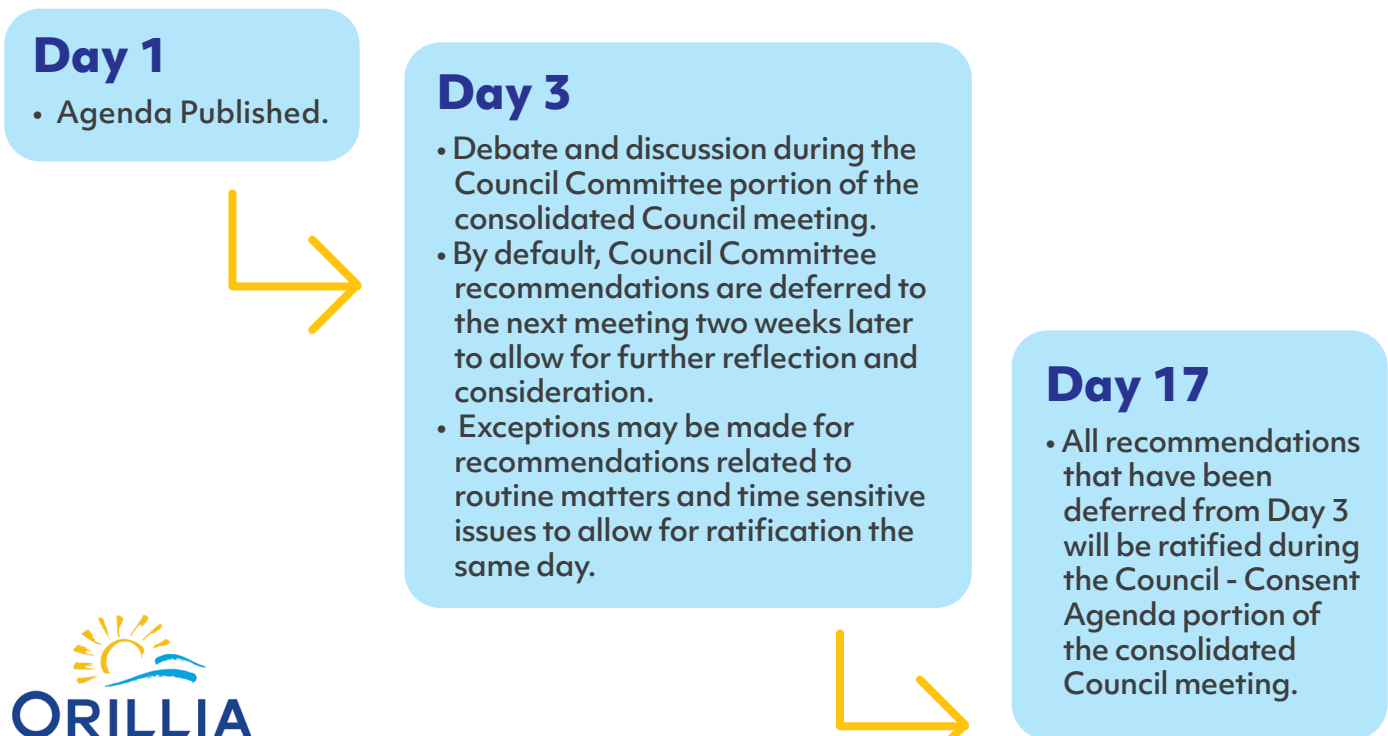 Day 1
• Agenda Published.
Day 3
• Debate and discussion during the
Council Committee portion of the
consolidated Council meeting.
• By default, Council Committee
recommendations are deferred to
the next meeting two weeks later
to allow for further reflection and
consideration.
• Exceptions may be made for
recommendations related to
routine matters and time sensitive
issues to allow for ratification the
same day.
Day 17
• All recommendations
that have been
deferred from Day 3
will be ratified during
the Council - Consent
Agenda portion of
the consolidated
Council meeting.
ORILLIA